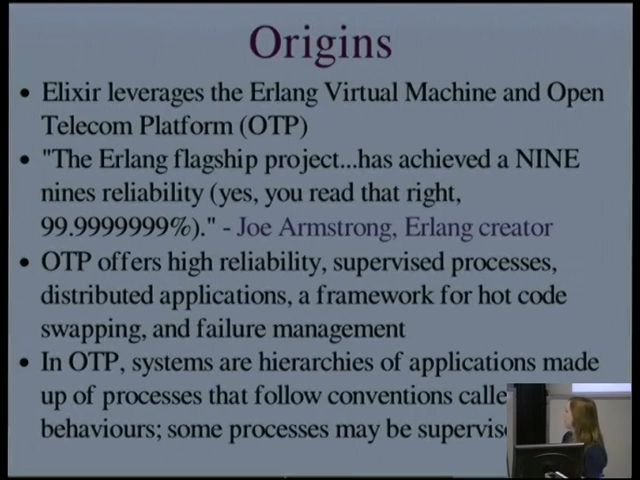 Origins
• Elixir leverages the Erlang Virtual Machine and Open
Telecom Platform (OTP)
• "The Erlang flagship project...has achieved a NINE
nines reliability (yes, you read that right,
99.9999999%)." - Joe Armstrong, Erlang creator
• OTP offers high reliability, supervised processes,
distributed applications, a framework for hot code
swapping, and failure management
• In OTP, systems are hierarchies of applications made
up of processes that follow conventions calle
behaviours; some processes may be supervis